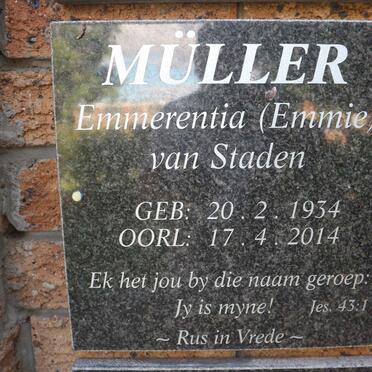 MÜLLER
Emmerentia (Emmie)
van Staden
GEB: 20 . 2 . 1934
OORL: 17 . 4 . 2014
Ek het jou by die naam geroep:
Jy is myne! Jes. 43:1
~ Rus in Vrede ~